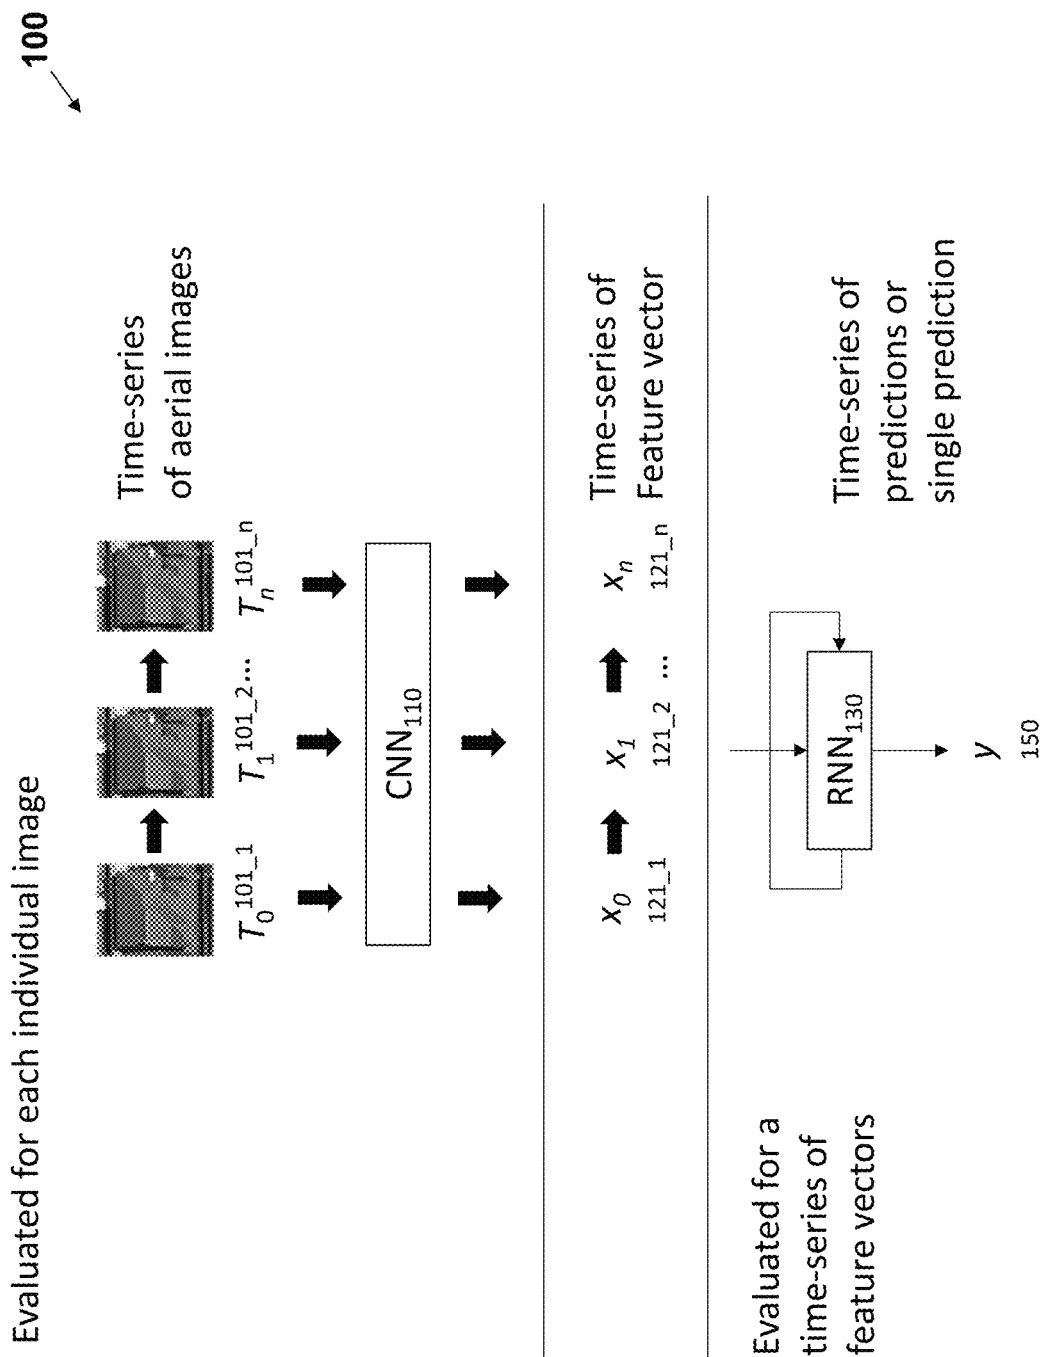 100
Evaluated for each individual image
Time-series
of aerial images
T0 101_1
T1 101_2...
Tn 101_n
CNN110
Time-series of
Feature vector
x0
x1
...
xn
121_1
121_2
121_n
Evaluated for a
time-series of
feature vectors
RNN130
Time-series of
predictions or
single prediction
y
150